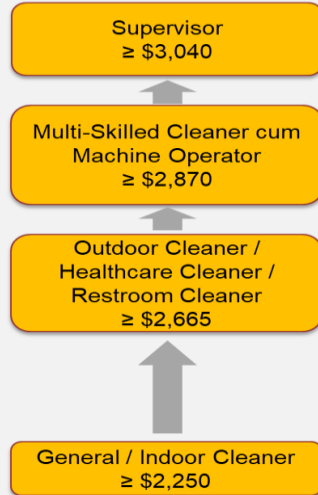 Supervisor
≥ $3,040
Multi-Skilled Cleaner cum
Machine Operator
≥ $2,870
Outdoor Cleaner /
Healthcare Cleaner /
Restroom Cleaner
≥ $2,665
General / Indoor Cleaner
≥ $2,250